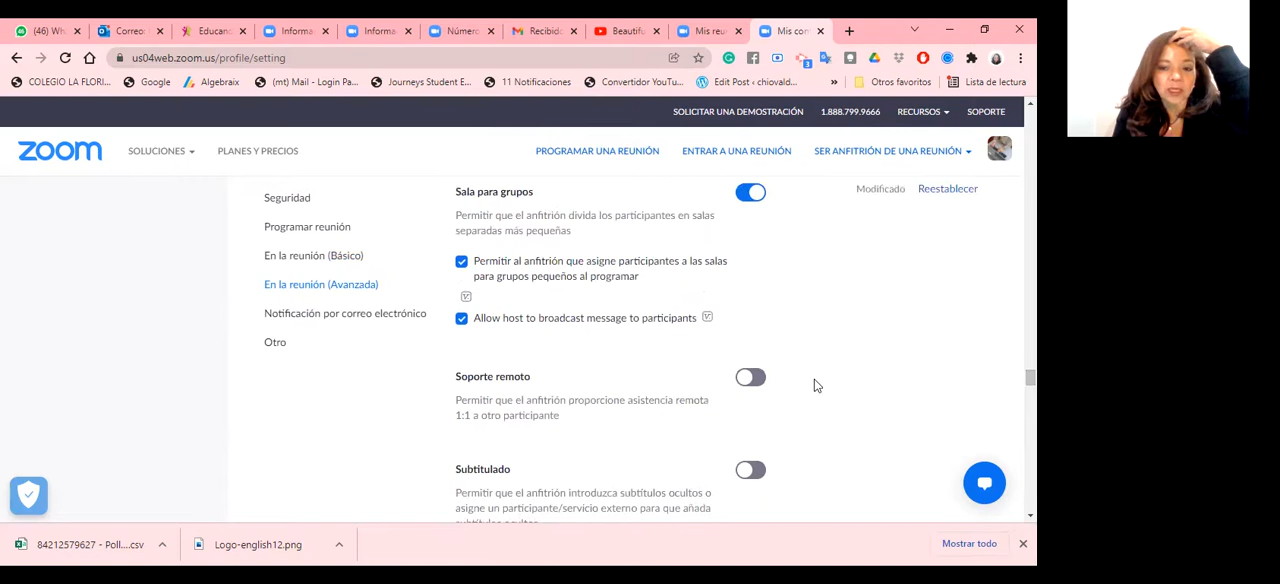 (46) Wh
Correo:
Educand
Informa
Informa
Número
Recibido
Beautifu
Mis reu
Mis con
us04web.zoom.us/profile/setting
COLEGIO LA FLORI...
Google
Algebraix
(mt) Mail - Login Pa...
Journeys Student E...
11 Notificaciones
Convertidor YouTu...
Edit Post ‹ chiovald...
»
Otros favoritos
Lista de lectura
SOLICITAR UNA DEMOSTRACIÓN
1.888.799.9666
RECURSOS
SOPORTE
zoom
SOLUCIONES
PLANES Y PRECIOS
PROGRAMAR UNA REUNIÓN
ENTRAR A UNA REUNIÓN
SER ANFITRIÓN DE UNA REUNIÓN
Seguridad
Programar reunión
En la reunión (Básico)
En la reunión (Avanzada)
Notificación por correo electrónico
Otro
Sala para grupos
Modificado
Reestablecer
Permitir que el anfitrión divida los participantes en salas
separadas más pequeñas
Permitir al anfitrión que asigne participantes a las salas
para grupos pequeños al programar
Allow host to broadcast message to participants
Soporte remoto
Permitir que el anfitrión proporcione asistencia remota
1:1 a otro participante
Subtitulado
Permitir que el anfitrión introduzca subtítulos ocultos o
asigne un participante/servicio externo para que añada
subtítulos ocultos
84212579627 - Poll....csv
Logo-english12.png
Mostrar todo